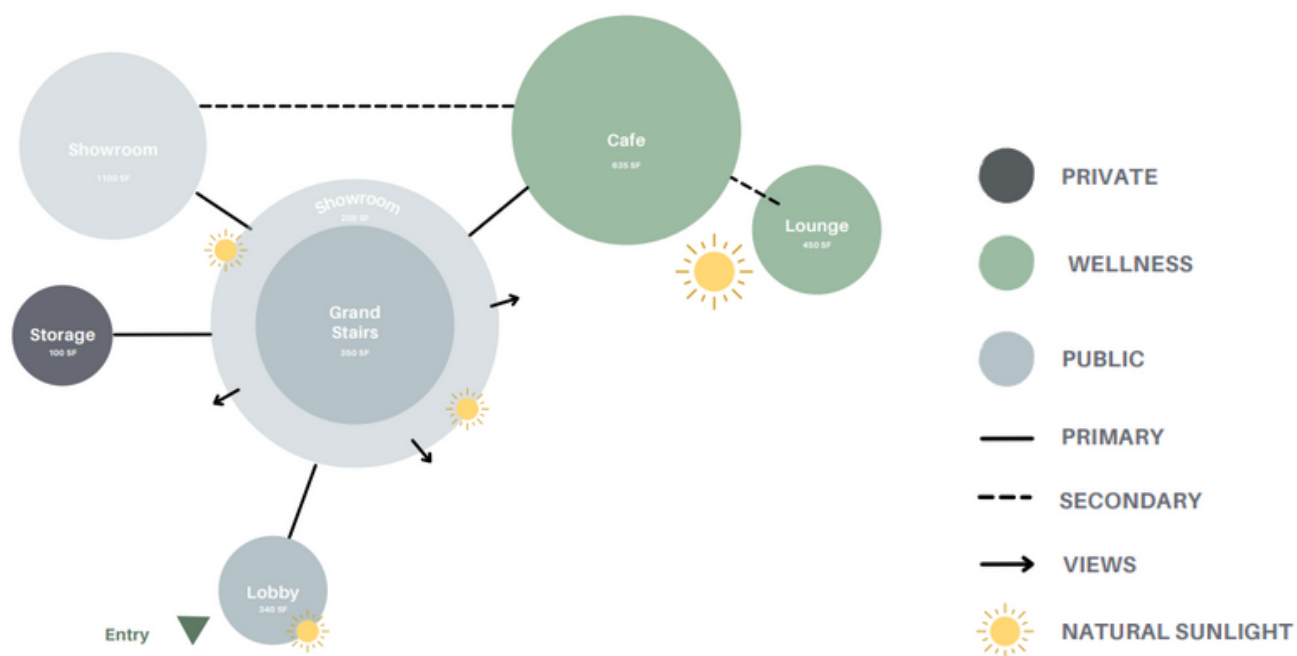 Showroom
1100 SF
Cafe
635 SF
Showroom
200 SF
Lounge
450 SF
Grand
Stairs
350 SF
Storage
100 SF
Lobby
340 SF
Entry
PRIVATE
WELLNESS
PUBLIC
PRIMARY
SECONDARY
VIEWS
NATURAL SUNLIGHT